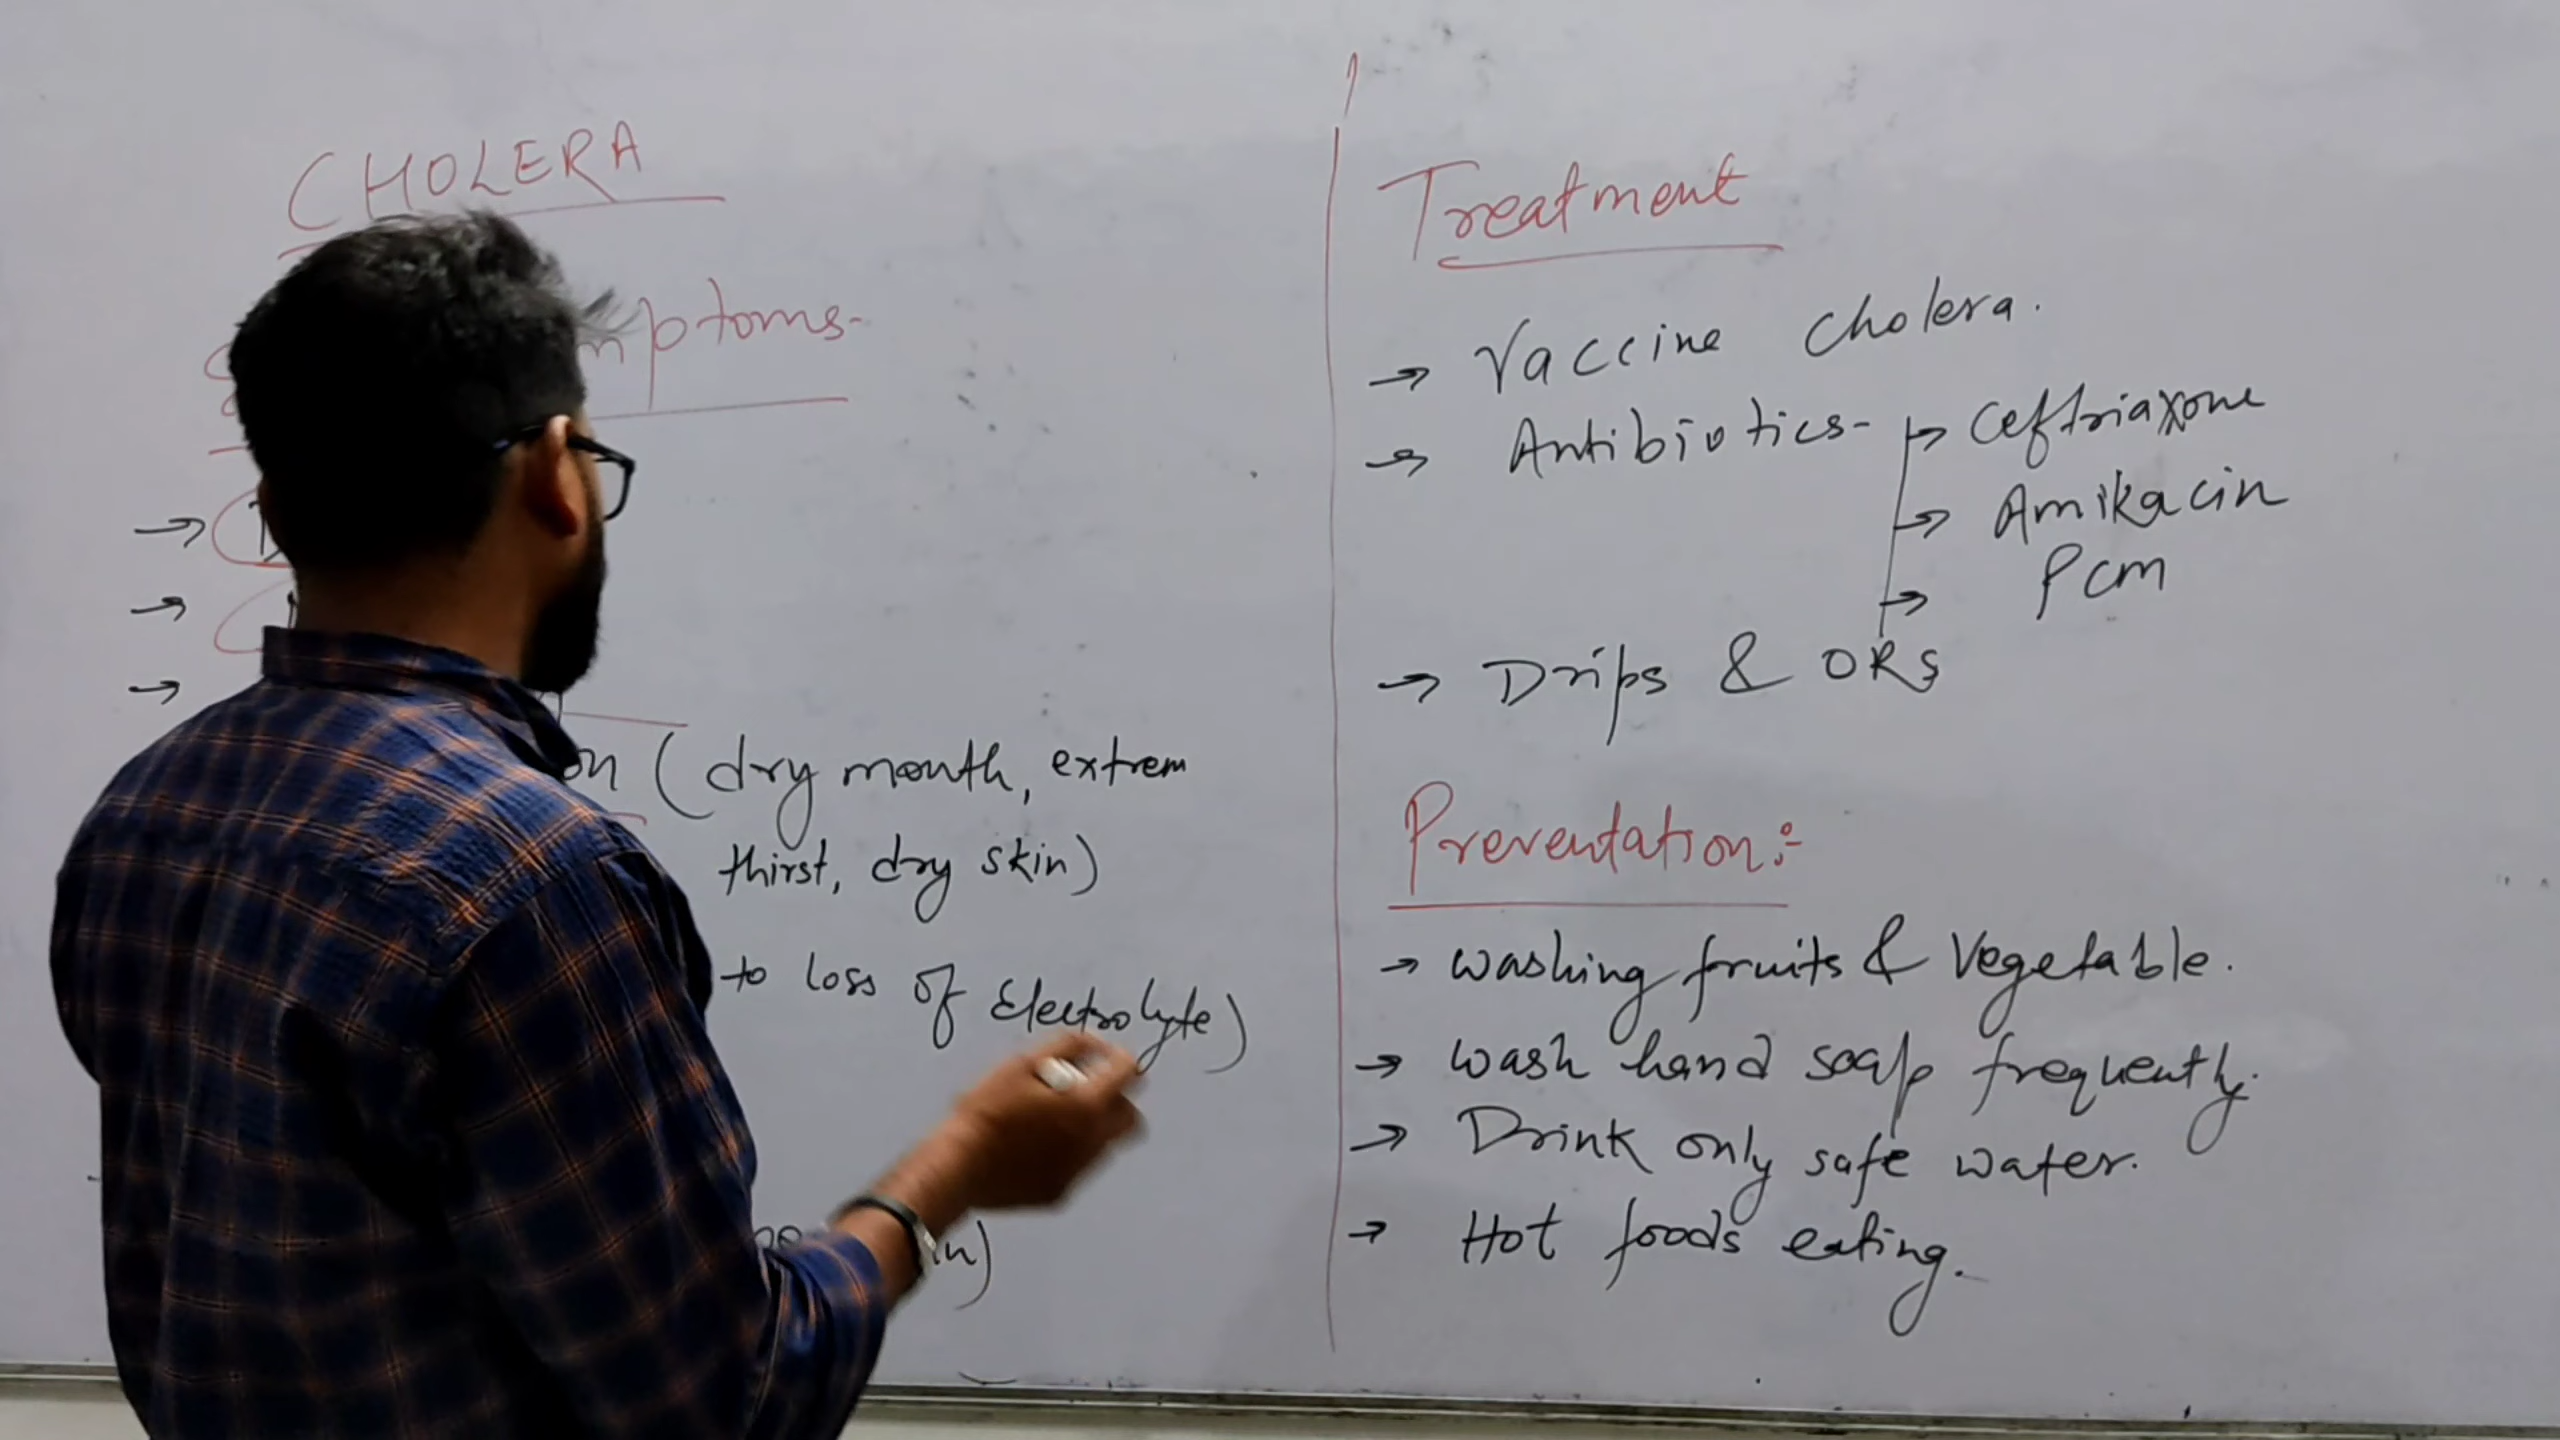 CHOLERA
mptoms-
on (dry mouth, extrem
thirst, dry skin)
to loss of Electrolyte)
in)
Treatment
→ Vaccine Cholera.
→ Antibiotics- → Ceftriaxone
→ Amikacin
→ Pcm
→ Drips & ORS
Preventation:-
→ washing fruits & Vegetable.
→ wash hand soap frequently.
→ Drink only safe water.
→ Hot foods eating.